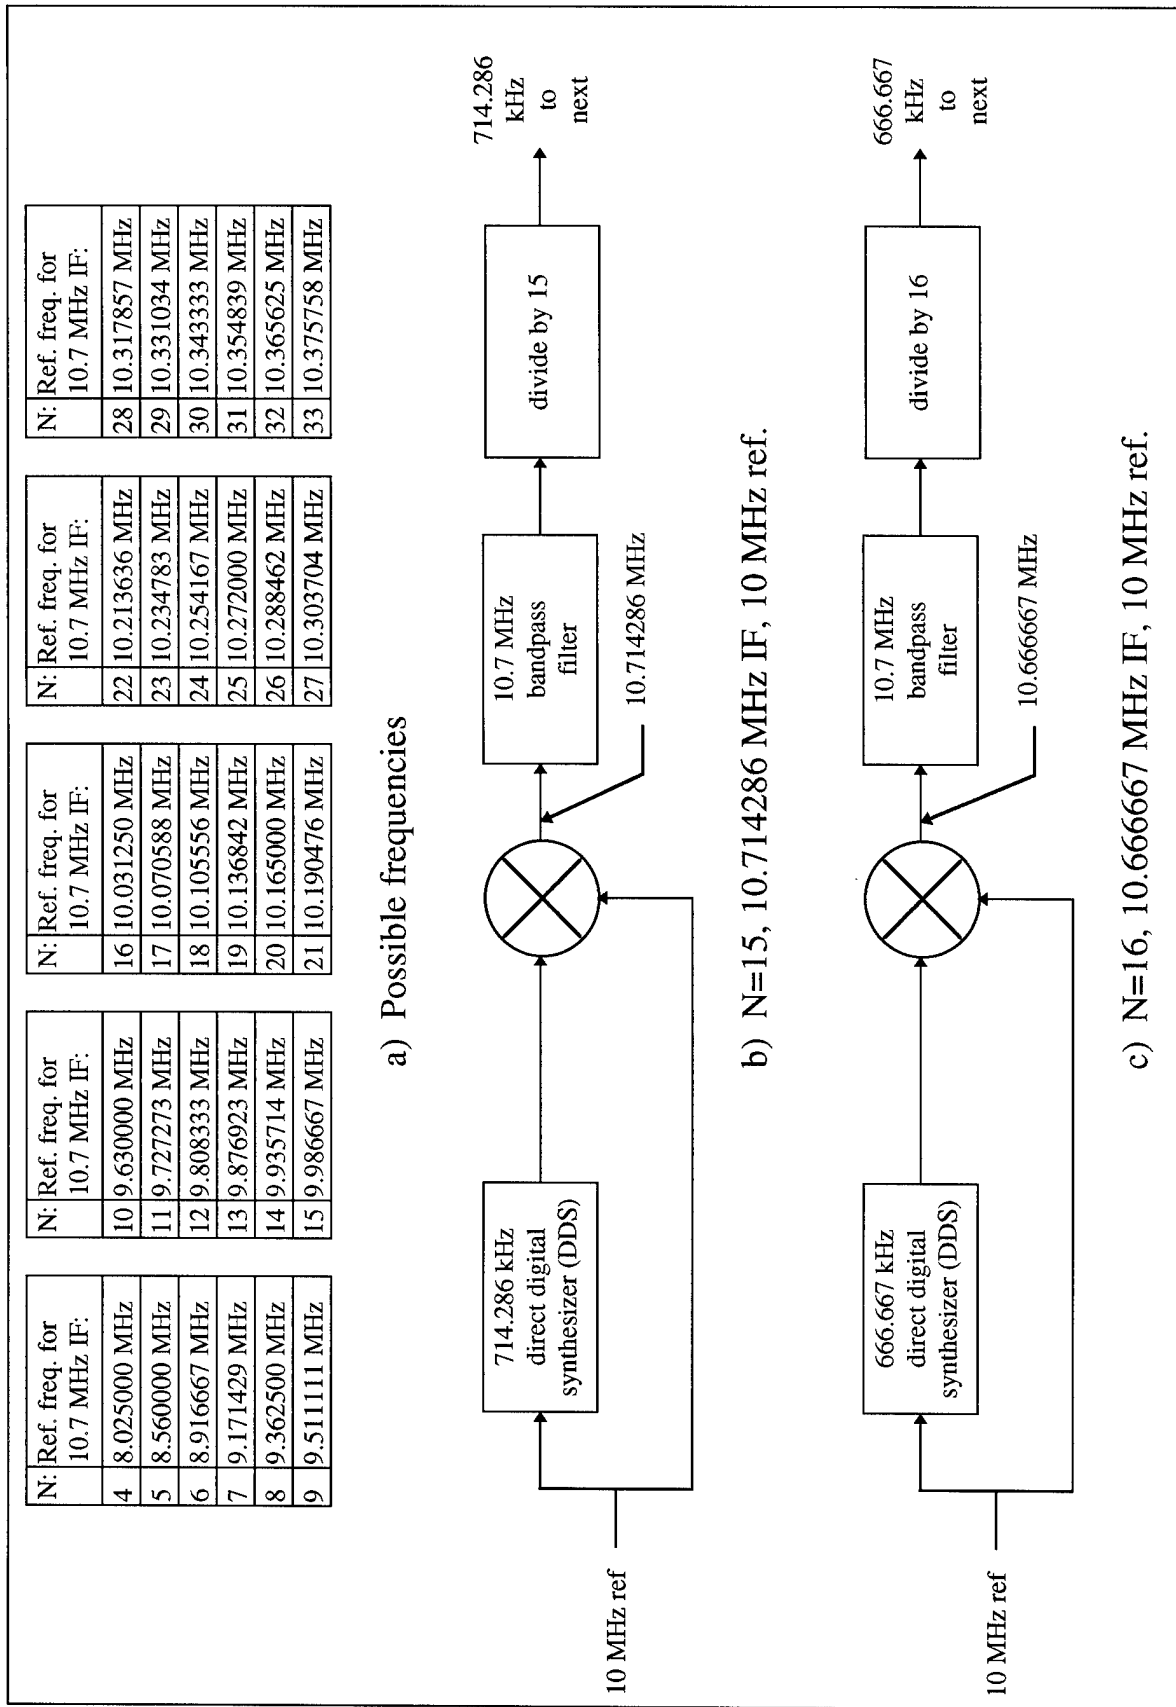 N: Ref. freq. for 10.7 MHz IF:
4 8.025000 MHz
5 8.560000 MHz
6 8.916667 MHz
7 9.171429 MHz
8 9.362500 MHz
9 9.511111 MHz
N: Ref. freq. for 10.7 MHz IF:
10 9.630000 MHz
11 9.727273 MHz
12 9.808333 MHz
13 9.876923 MHz
14 9.935714 MHz
15 9.986667 MHz
N: Ref. freq. for 10.7 MHz IF:
16 10.031250 MHz
17 10.070588 MHz
18 10.105556 MHz
19 10.136842 MHz
20 10.165000 MHz
21 10.190476 MHz
N: Ref. freq. for 10.7 MHz IF:
22 10.213636 MHz
23 10.234783 MHz
24 10.254167 MHz
25 10.272000 MHz
26 10.288462 MHz
27 10.303704 MHz
N: Ref. freq. for 10.7 MHz IF:
28 10.317857 MHz
29 10.331034 MHz
30 10.343333 MHz
31 10.354839 MHz
32 10.365625 MHz
33 10.375758 MHz
a) Possible frequencies
10 MHz ref
714.286 kHz
direct digital
synthesizer (DDS)
10.714286 MHz
10.7 MHz
bandpass
filter
divide by 15
714.286
kHz
to
next
b) N=15, 10.714286 MHz IF, 10 MHz ref.
10 MHz ref
666.667 kHz
direct digital
synthesizer (DDS)
10.666667 MHz
10.7 MHz
bandpass
filter
divide by 16
666.667
kHz
to
next
c) N=16, 10.666667 MHz IF, 10 MHz ref.